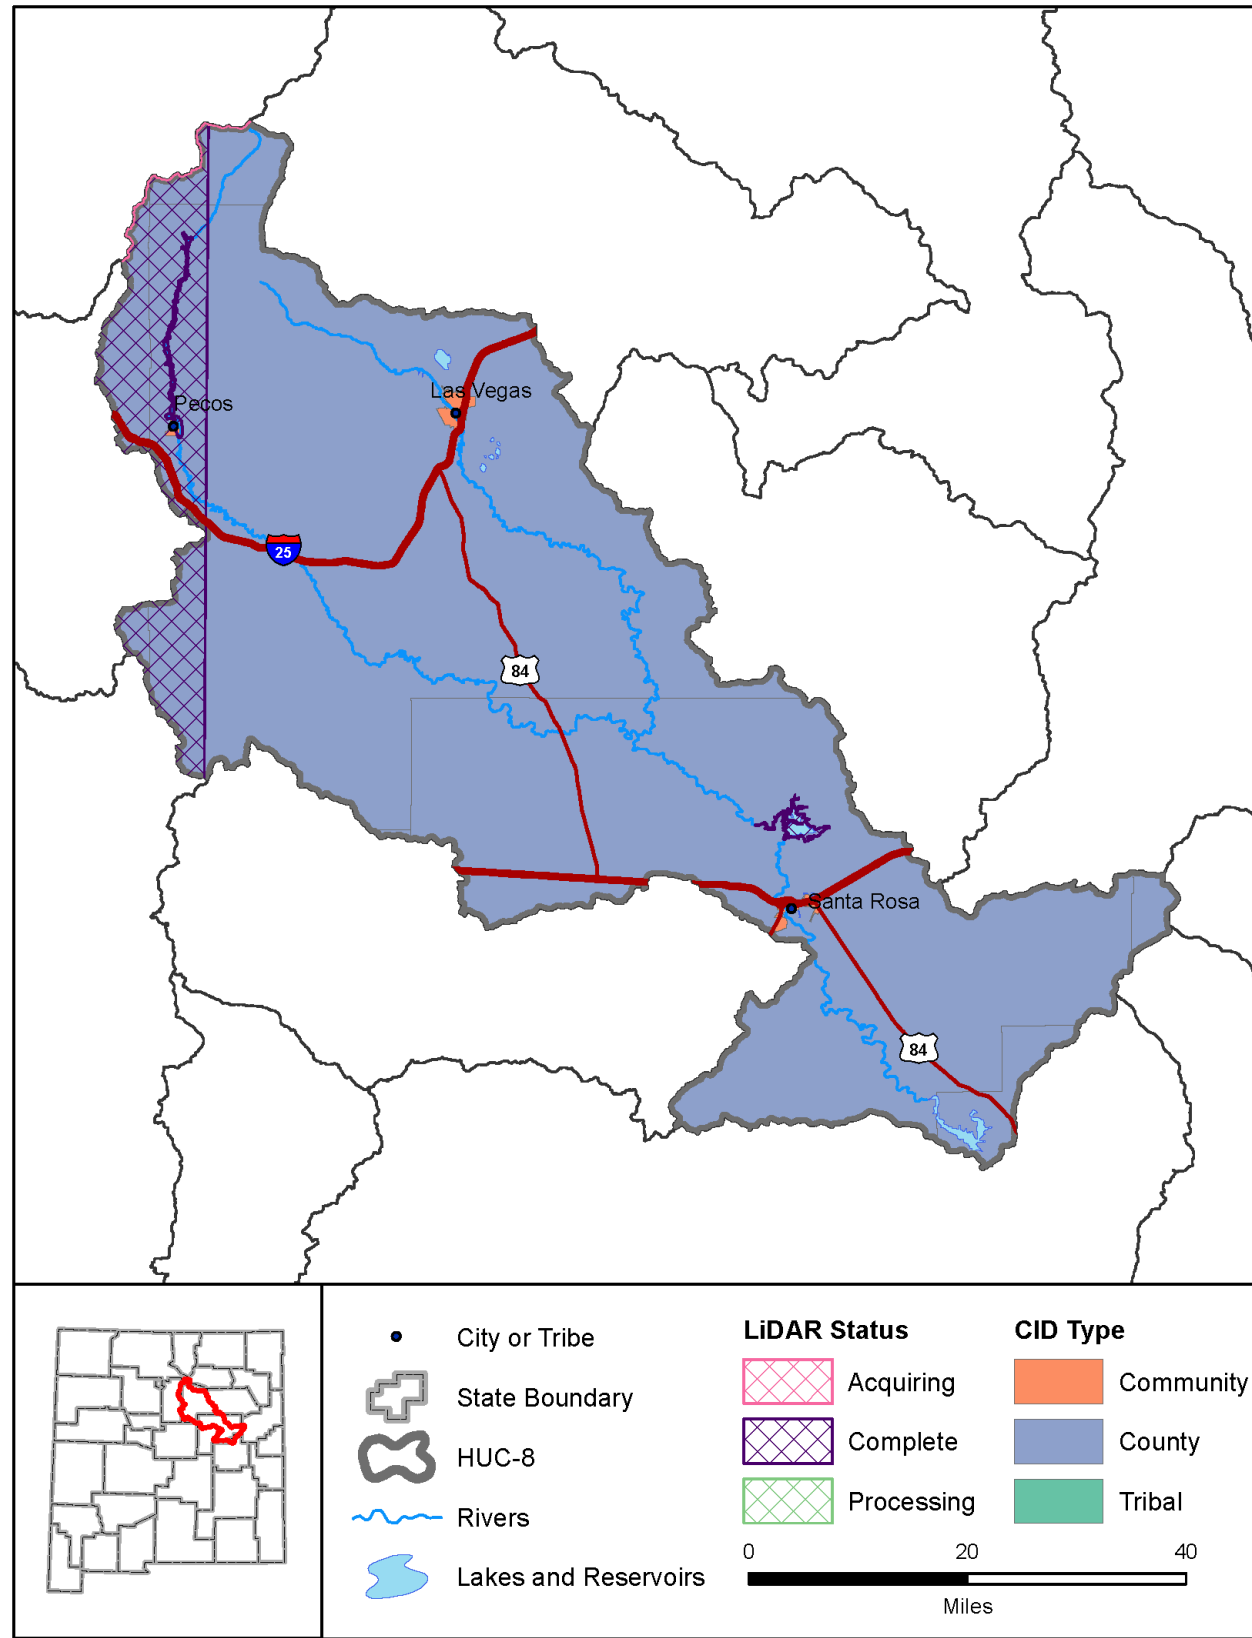 Las Vegas
Pecos
25
84
Santa Rosa
84
City or Tribe
State Boundary
HUC-8
Rivers
Lakes and Reservoirs
LiDAR Status
Acquiring
Complete
Processing
CID Type
Community
County
Tribal
0 20 40
Miles